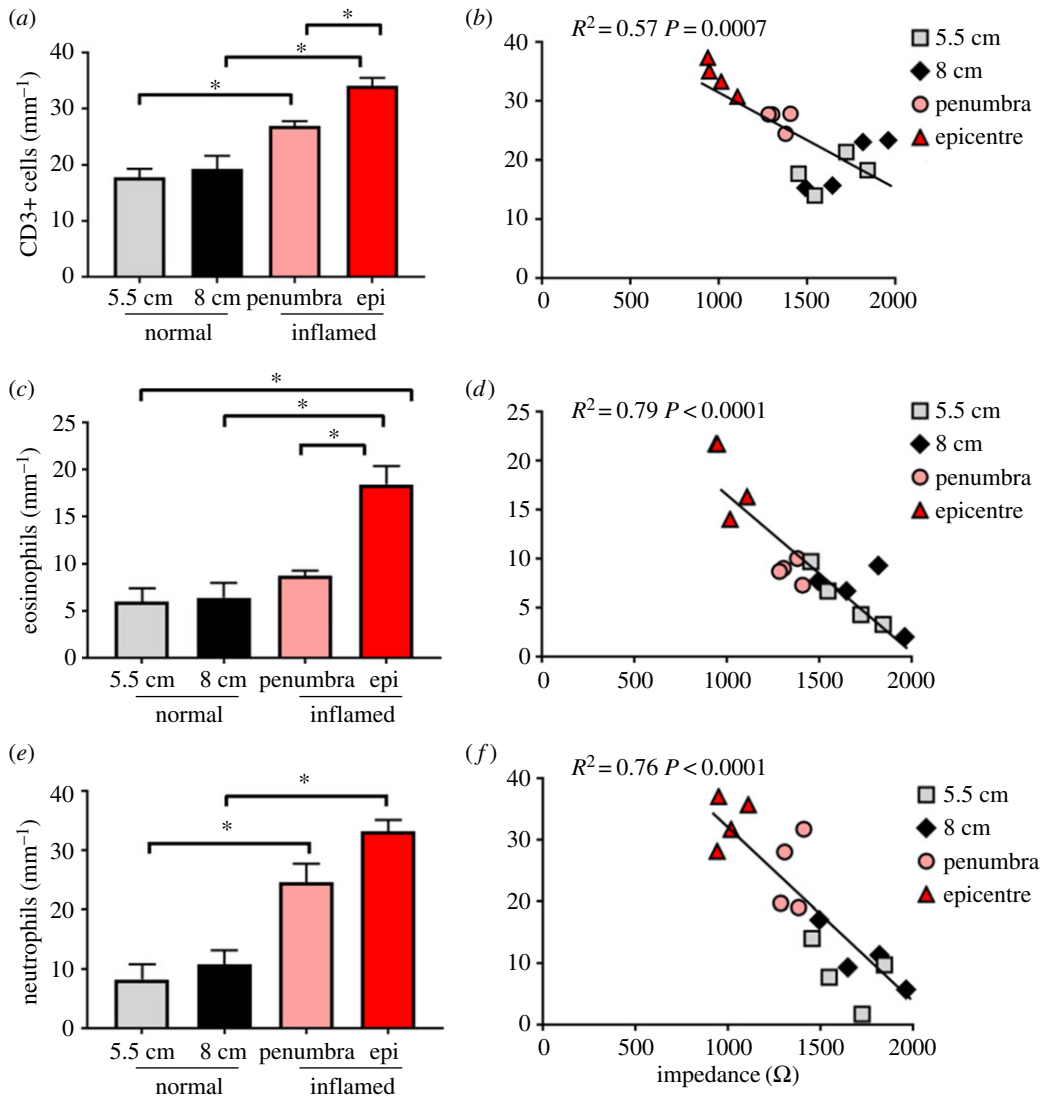 (a)
*
*
*
CD3+ cells (mm⁻¹)
40
30
20
10
0
5.5 cm 8 cm penumbra epi
normal inflamed
(b)
R² = 0.57 P = 0.0007
40
30
20
10
0
0 1000 1500 2000
5.5 cm
8 cm
penumbra
epicentre
(c)
*
*
*
eosinophils (mm⁻¹)
25
20
15
10
5
0
5.5 cm 8 cm penumbra epi
normal inflamed
(d)
R² = 0.79 P < 0.0001
25
20
15
10
5
0
0 500 1000 1500 2000
5.5 cm
8 cm
penumbra
epicentre
(e)
*
*
neutrophils (mm⁻¹)
40
30
20
10
0
5.5 cm 8 cm penumbra epi
normal inflamed
(f)
R² = 0.76 P < 0.0001
40
30
20
10
0
0 500 1000 1500 2000
impedance (Ω)
5.5 cm
8 cm
penumbra
epicentre